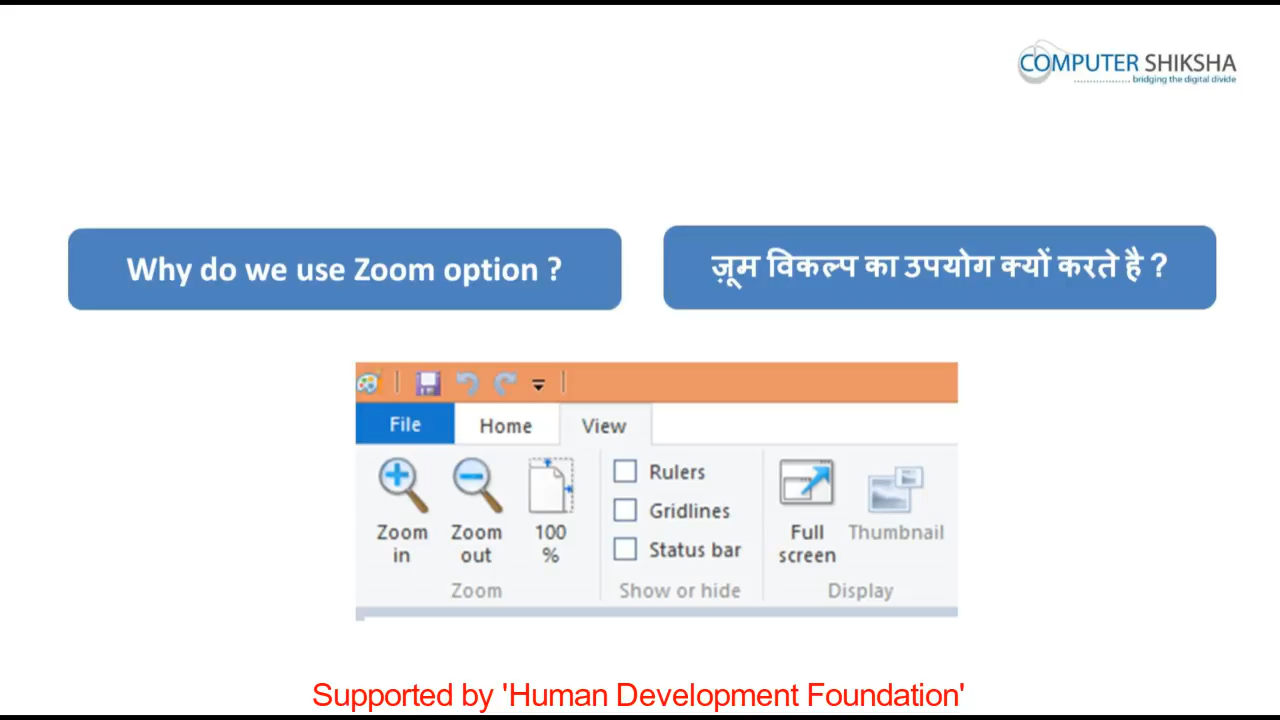 COMPUTER SHIKSHA
bridging the digital divide
Why do we use Zoom option ?
ज़ूम विकल्प का उपयोग क्यों करते है ?
File Home View
Zoom in
Zoom out
100 %
Zoom
Rulers
Gridlines
Status bar
Show or hide
Full screen
Thumbnail
Display
Supported by 'Human Development Foundation'